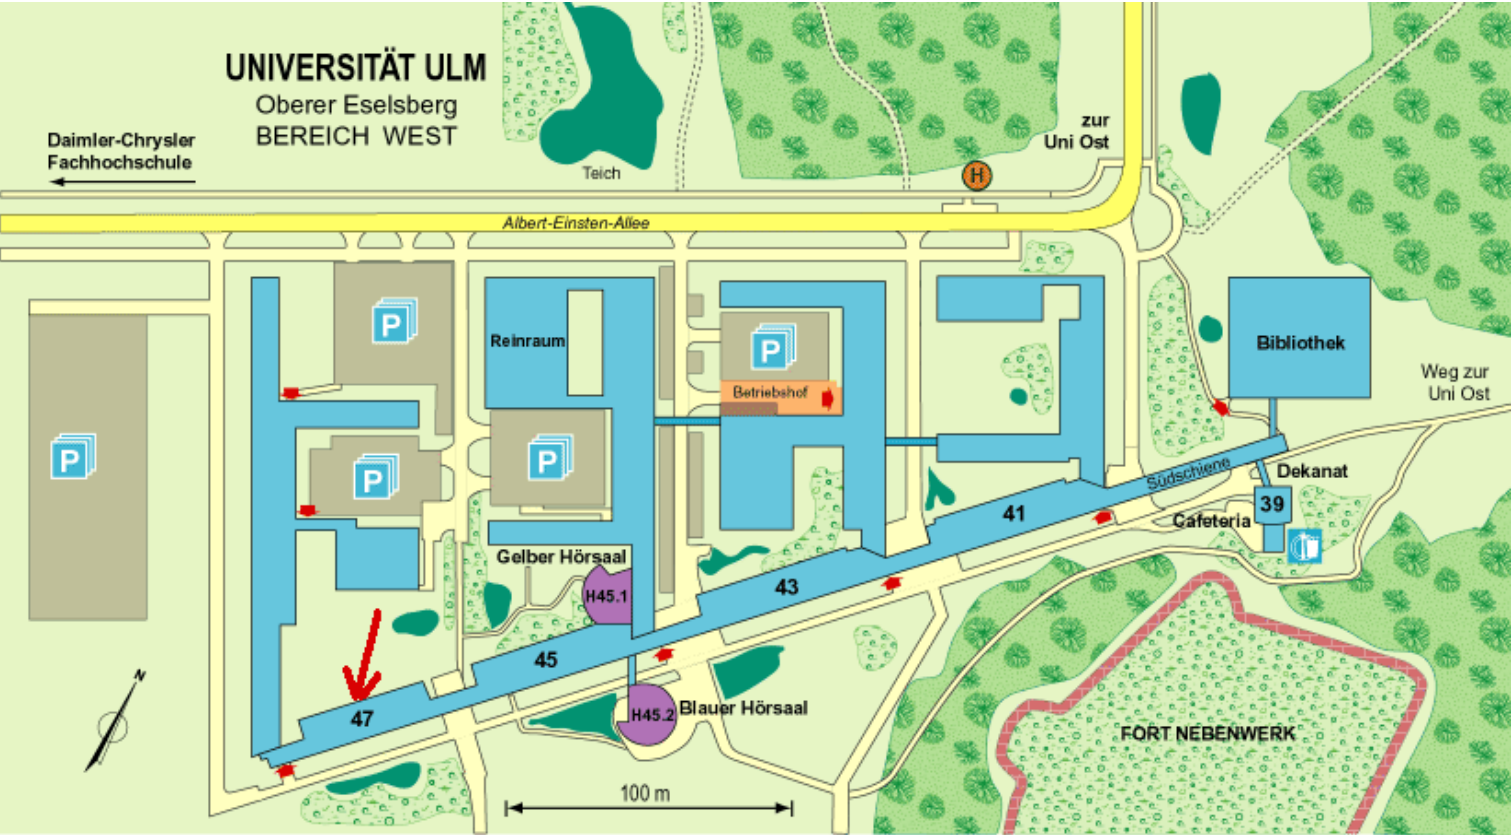 UNIVERSITÄT ULM
Oberer Eselsberg
BEREICH WEST
Daimler-Chrysler
Fachhochschule
Teich
zur
Uni Ost
H
Albert-Einsten-Allee
P
Reinraum
P
Bibliothek
Betriebshof
Weg zur
Uni Ost
P
P
P
Südschiene
Dekanat
39
41
Cafeteria
Gelber Hörsaal
H45.1
43
45
47
N
H45.2
Blauer Hörsaal
FORT NEBENWERK
100 m